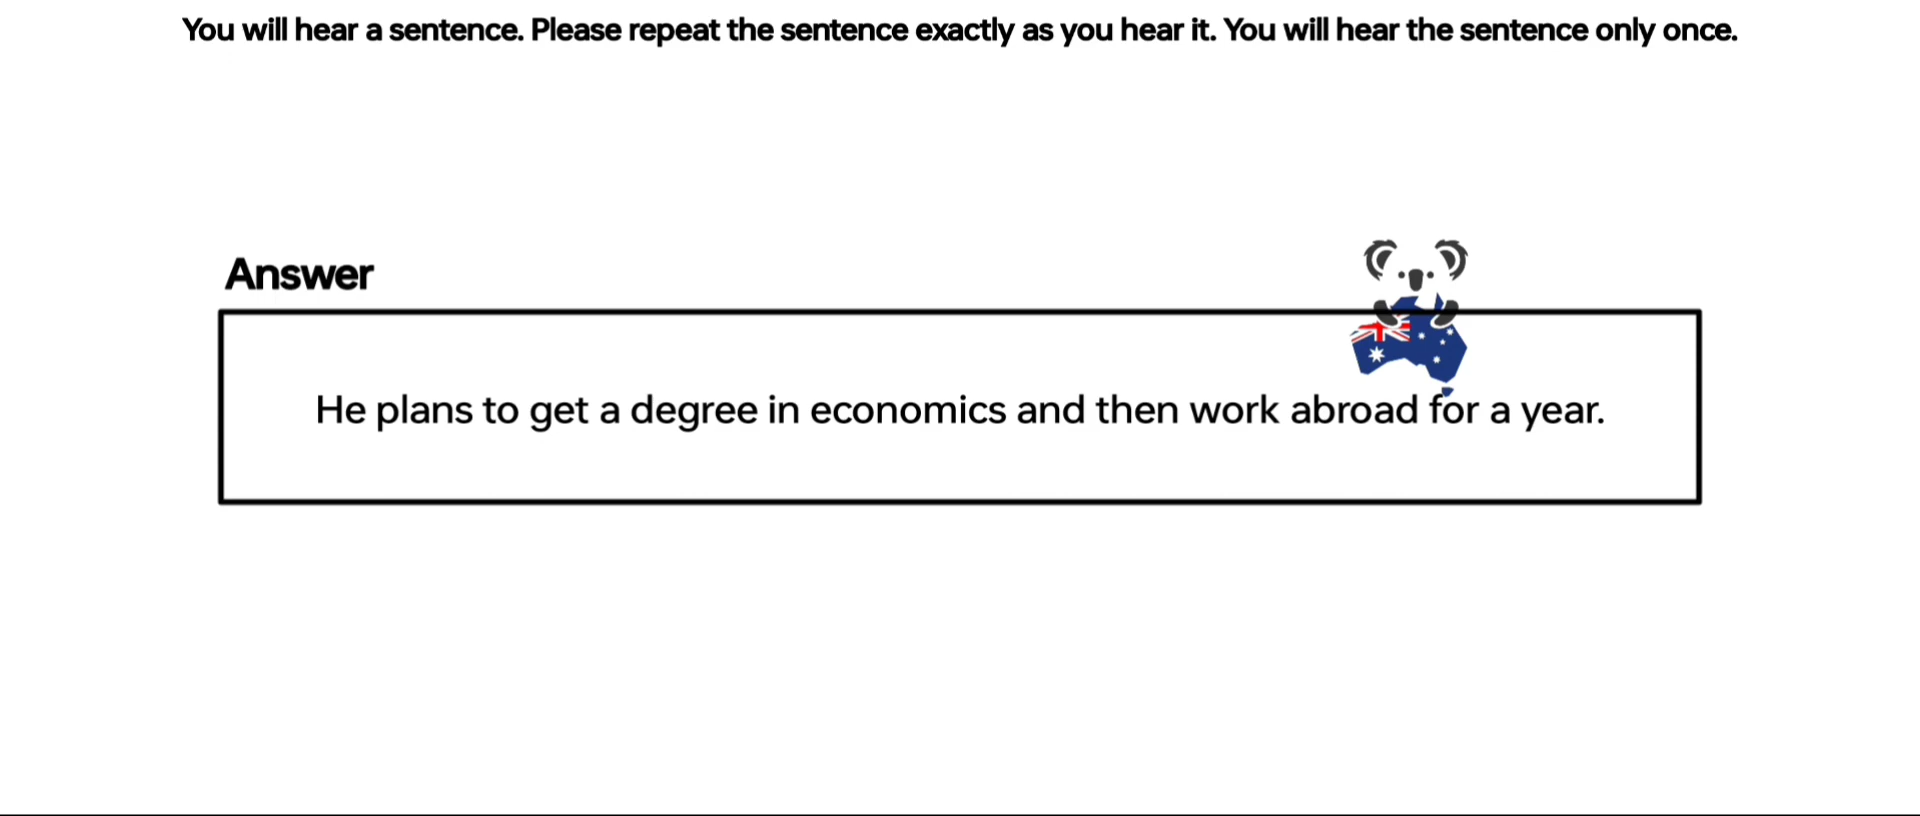 You will hear a sentence. Please repeat the sentence exactly as you hear it. You will hear the sentence only once.
Answer
He plans to get a degree in economics and then work abroad for a year.